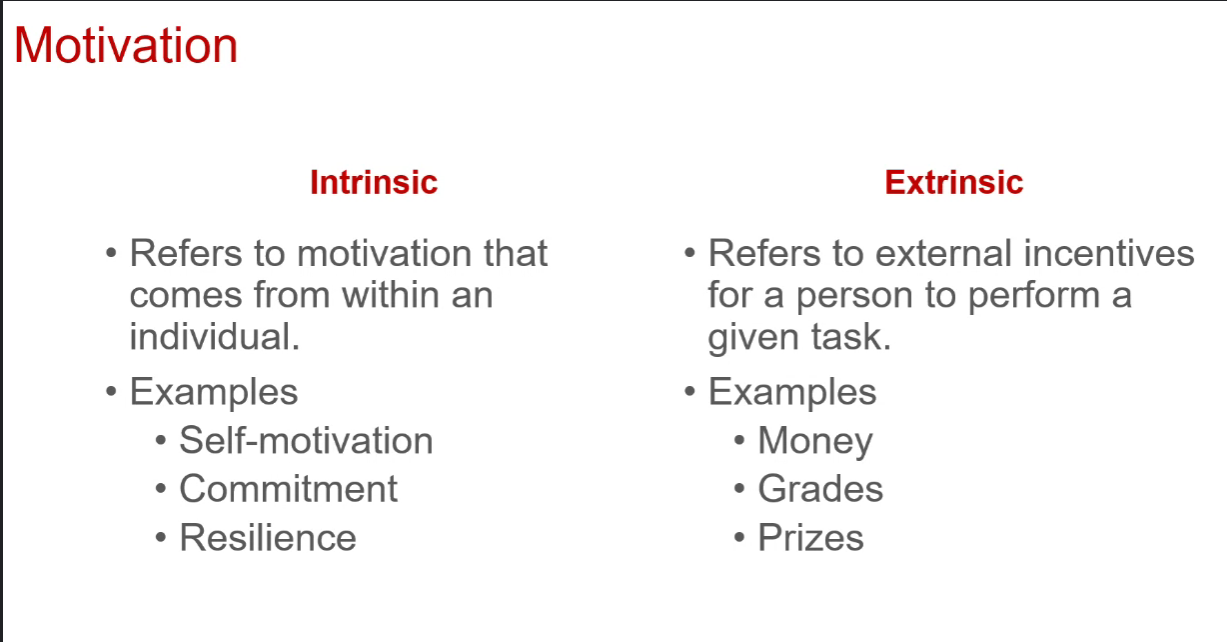 Motivation
Intrinsic
• Refers to motivation that
comes from within an
individual.
• Examples
• Self-motivation
• Commitment
• Resilience
Extrinsic
• Refers to external incentives
for a person to perform a
given task.
• Examples
• Money
• Grades
• Prizes